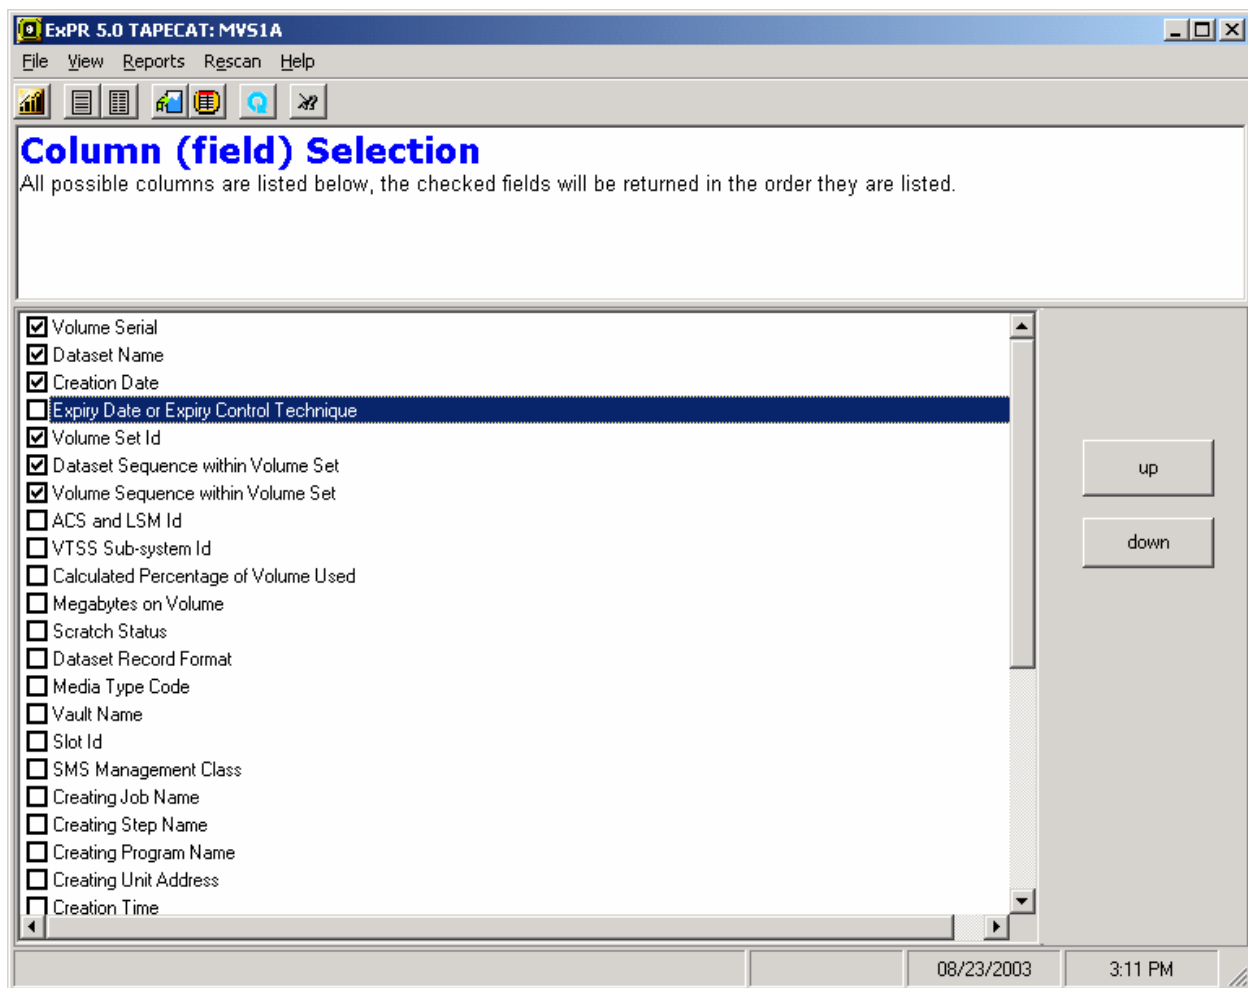 ExPR 5.0 TAPECAT: MVS1A
File View Reports Rescan Help
Column (field) Selection
All possible columns are listed below, the checked fields will be returned in the order they are listed.
Volume Serial
Dataset Name
Creation Date
Expiry Date or Expiry Control Technique
Volume Set Id
Dataset Sequence within Volume Set
Volume Sequence within Volume Set
ACS and LSM Id
VTSS Sub-system Id
Calculated Percentage of Volume Used
Megabytes on Volume
Scratch Status
Dataset Record Format
Media Type Code
Vault Name
Slot Id
SMS Management Class
Creating Job Name
Creating Step Name
Creating Program Name
Creating Unit Address
Creation Time
up
down
08/23/2003 3:11 PM